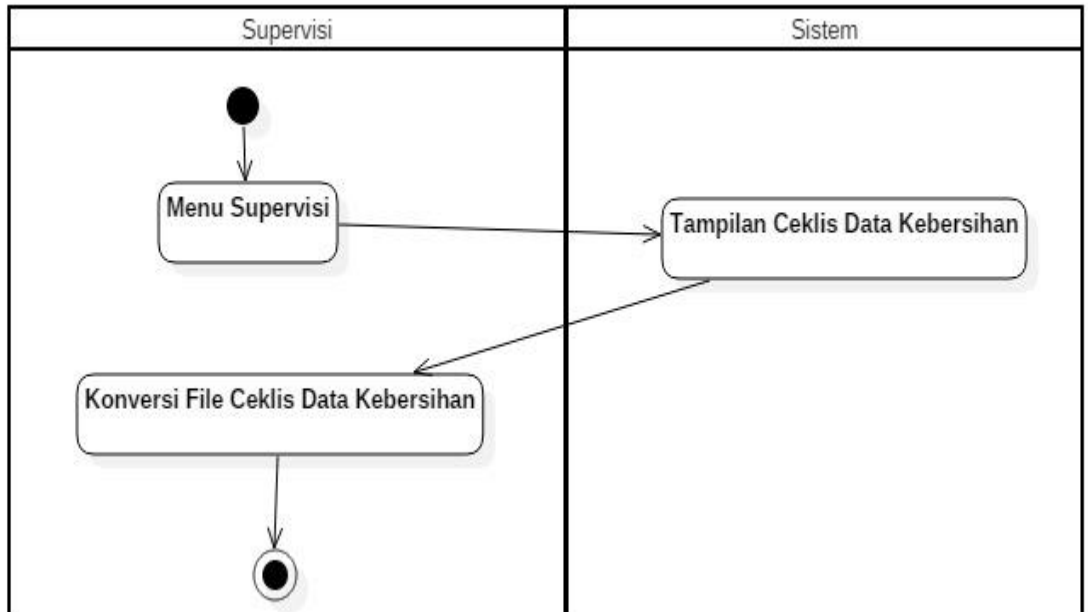 Supervisi
Sistem
Menu Supervisi
Tampilan Ceklis Data Kebersihan
Konversi File Ceklis Data Kebersihan